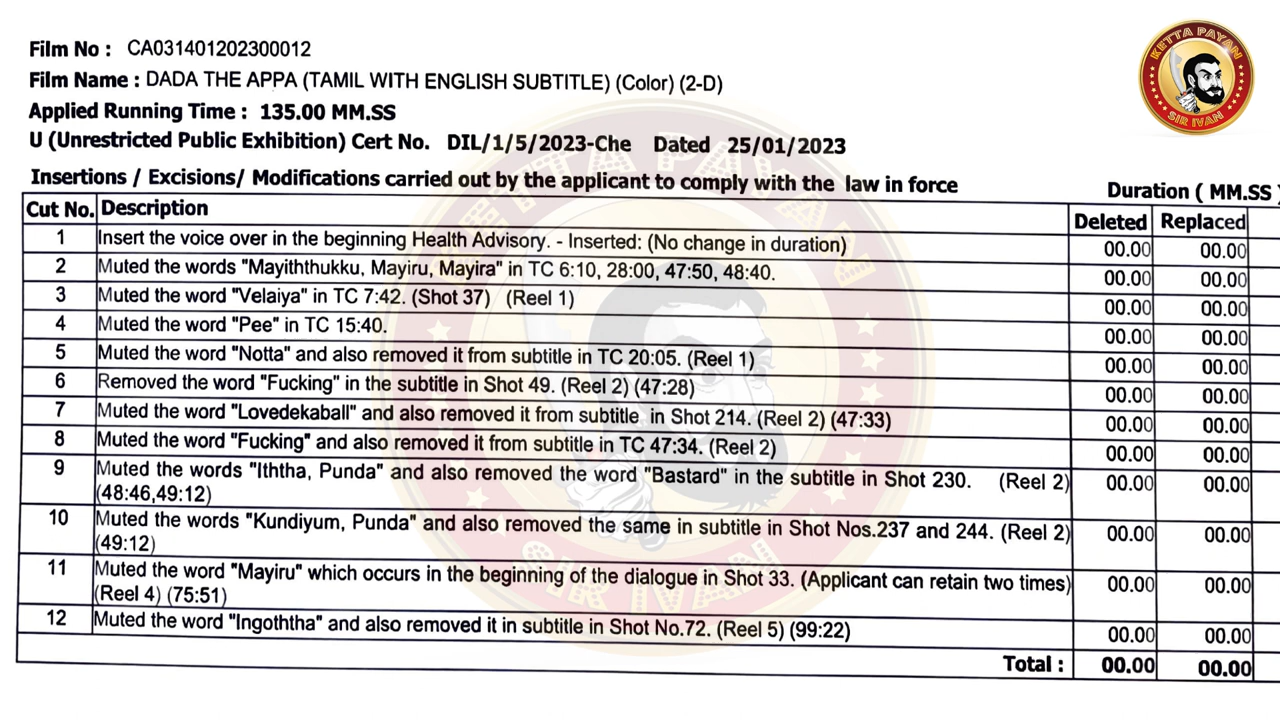 Film No : CA031401202300012
Film Name : DADA THE APPA (TAMIL WITH ENGLISH SUBTITLE) (Color) (2-D)
Applied Running Time : 135.00 MM.SS
U (Unrestricted Public Exhibition) Cert No. DIL/1/5/2023-Che Dated 25/01/2023
Insertions / Excisions/ Modifications carried out by the applicant to comply with the law in force Duration ( MM.SS )
Cut No. Description Deleted Replaced
1 Insert the voice over in the beginning Health Advisory. - Inserted: (No change in duration) 00.00 00.00
2 Muted the words "Mayiththukku, Mayiru, Mayira" in TC 6:10, 28:00, 47:50, 48:40. 00.00 00.00
3 Muted the word "Velaiya" in TC 7:42. (Shot 37) (Reel 1) 00.00 00.00
4 Muted the word "Pee" in TC 15:40. 00.00 00.00
5 Muted the word "Notta" and also removed it from subtitle in TC 20:05. (Reel 1) 00.00 00.00
6 Removed the word "Fucking" in the subtitle in Shot 49. (Reel 2) (47:28) 00.00 00.00
7 Muted the word "Lovedekaball" and also removed it from subtitle in Shot 214. (Reel 2) (47:33) 00.00 00.00
8 Muted the word "Fucking" and also removed it from subtitle in TC 47:34. (Reel 2) 00.00 00.00
9 Muted the words "Iththa, Punda" and also removed the word "Bastard" in the subtitle in Shot 230. (Reel 2) 00.00 00.00
(48:46,49:12)
10 Muted the words "Kundiyum, Punda" and also removed the same in subtitle in Shot Nos.237 and 244. (Reel 2) 00.00 00.00
(49:12)
11 Muted the word "Mayiru" which occurs in the beginning of the dialogue in Shot 33. (Applicant can retain two times) 00.00 00.00
(Reel 4) (75:51)
12 Muted the word "Ingoththa" and also removed it in subtitle in Shot No.72. (Reel 5) (99:22) 00.00 00.00
Total : 00.00 00.00
KETTA PAYAN
SIR IVAN
KETTA PAYAN
SIR IVAN